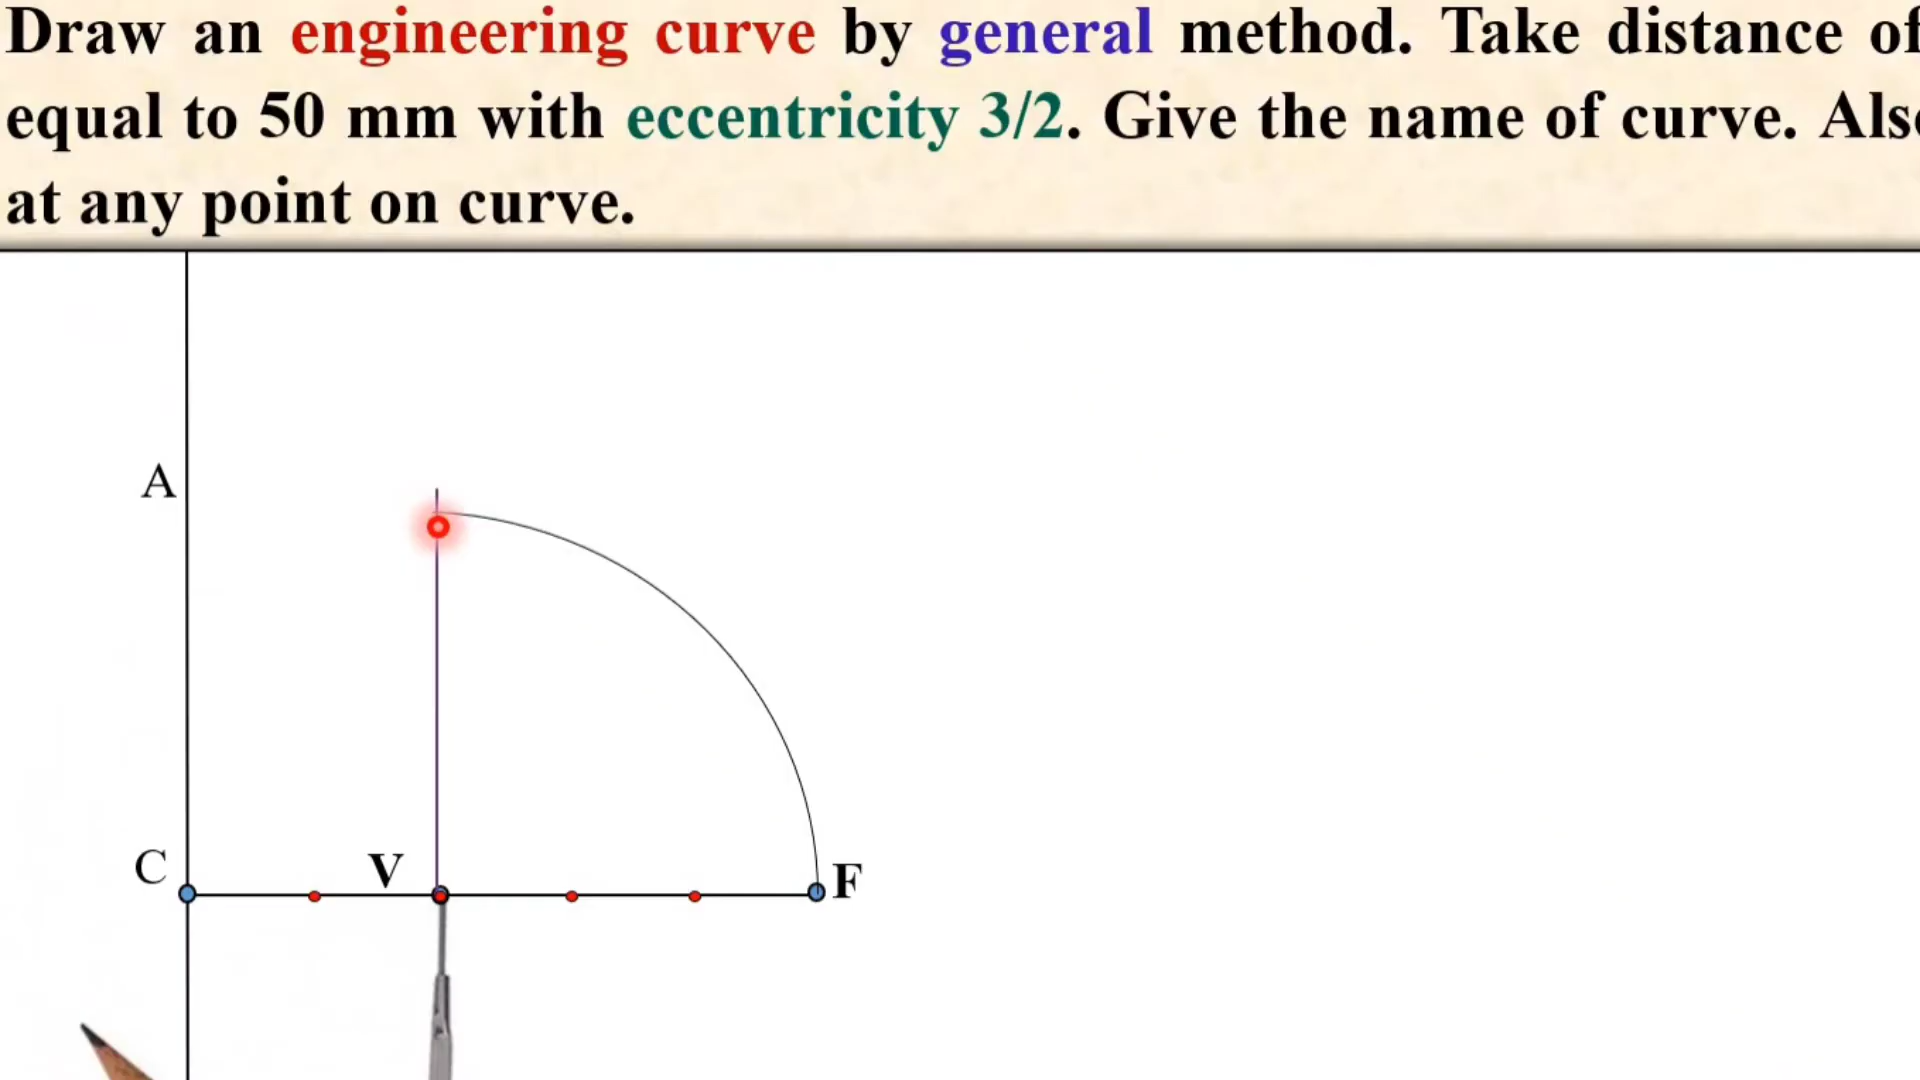 Draw an engineering curve by general method. Take distance of
equal to 50 mm with eccentricity 3/2. Give the name of curve. Also
at any point on curve.
A
C V F